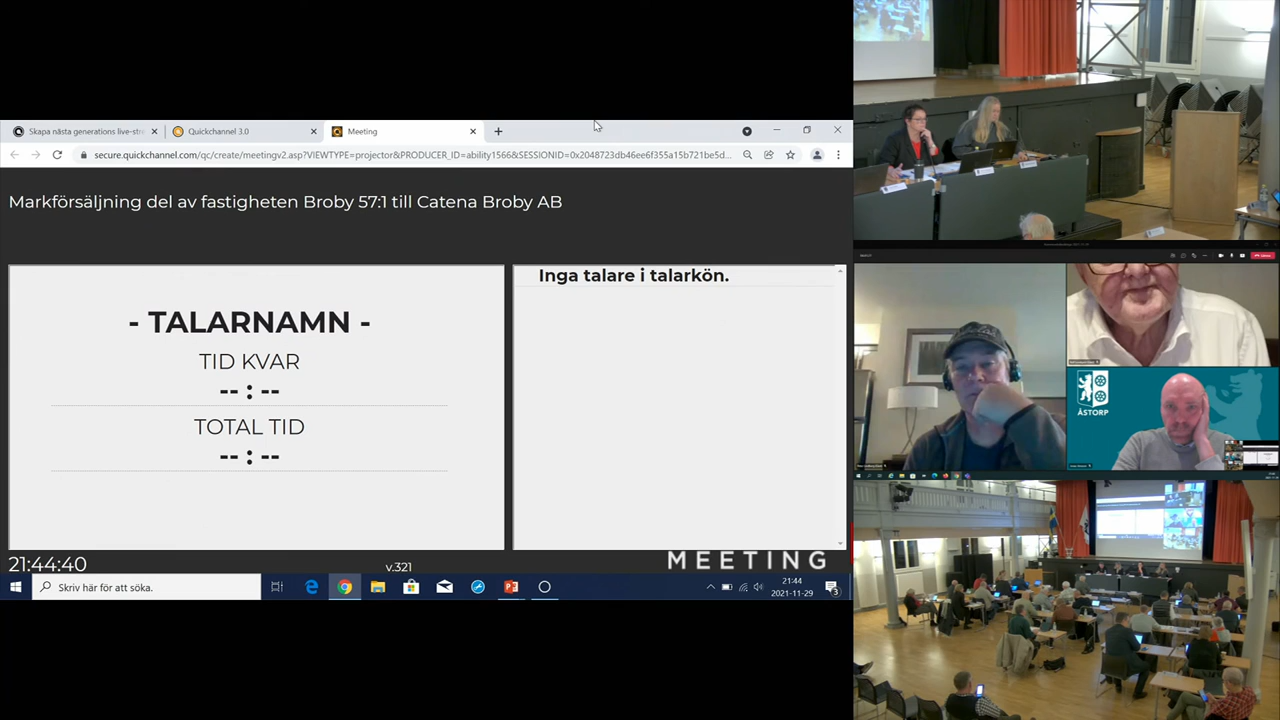 Skapa nästa generations live-stre
Quickchannel 3.0
Meeting
secure.quickchannel.com/qc/create/meetingv2.asp?VIEWTYPE=projector&PRODUCER_ID=ability1566&SESSIONID=0x2048723db46ee6f355a15b721be5d...
Markförsäljning del av fastigheten Broby 57:1 till Catena Broby AB
- TALARNAMN -
TID KVAR
-- : --
TOTAL TID
-- : --
Inga talare i talarkön.
21:44:40
v.321
MEETING
Skriv här för att söka.
21:44
2021-11-29
3
ÅSTORP